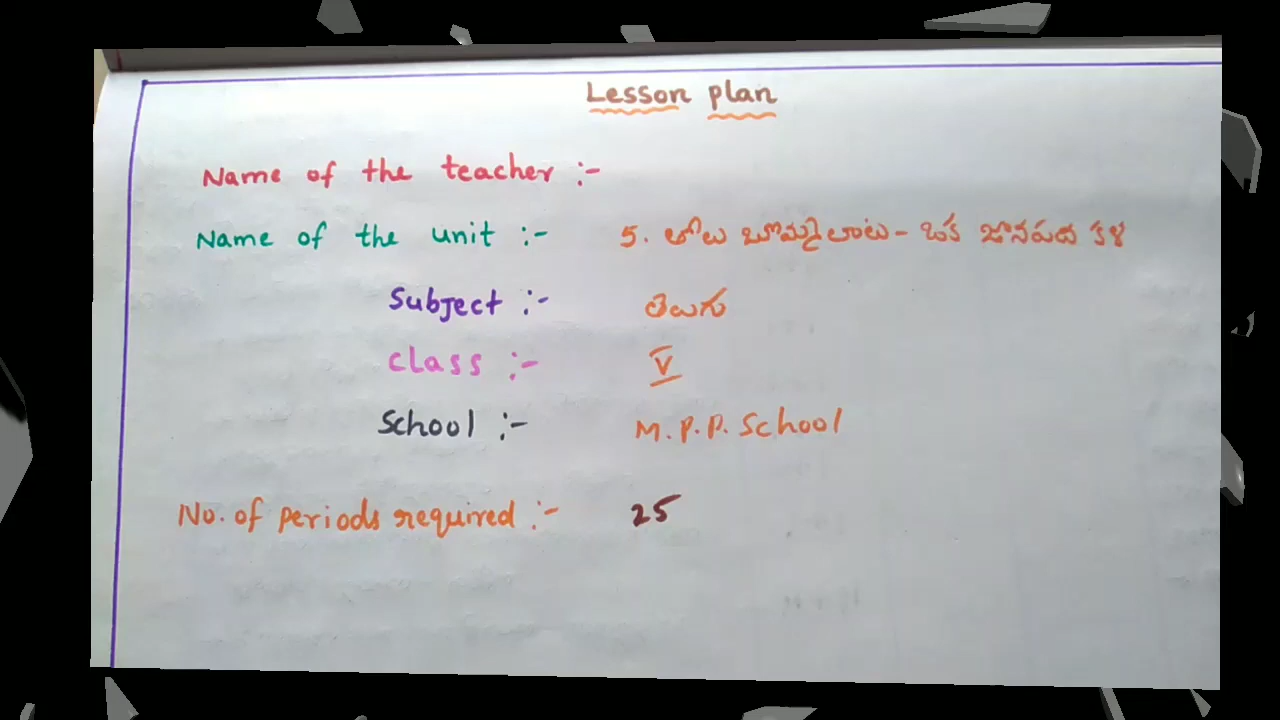 Lesson plan
Name of the teacher :-
Name of the unit :- 5. తోలు బొమ్మలాట - ఒక జానపద కళ
Subject :- తెలుగు
class :- V
School :- M.P.P. School
No. of periods required :- 25